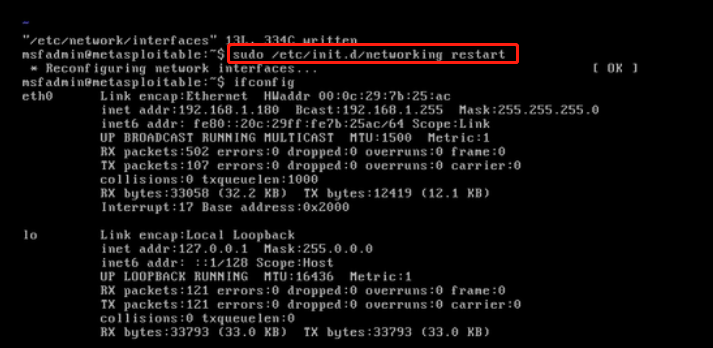 ~
"/etc/network/interfaces" 13L, 334C written
msfadmin@metasploitable:~$ sudo /etc/init.d/networking restart
* Reconfiguring network interfaces... [ OK ]
msfadmin@metasploitable:~$ ifconfig
eth0 Link encap:Ethernet HWaddr 00:0c:29:7b:25:ac
inet addr:192.168.1.180 Bcast:192.168.1.255 Mask:255.255.255.0
inet6 addr: fe80::20c:29ff:fe7b:25ac/64 Scope:Link
UP BROADCAST RUNNING MULTICAST MTU:1500 Metric:1
RX packets:502 errors:0 dropped:0 overruns:0 frame:0
TX packets:107 errors:0 dropped:0 overruns:0 carrier:0
collisions:0 txqueuelen:1000
RX bytes:33058 (32.2 KB) TX bytes:12419 (12.1 KB)
Interrupt:17 Base address:0x2000
lo Link encap:Local Loopback
inet addr:127.0.0.1 Mask:255.0.0.0
inet6 addr: ::1/128 Scope:Host
UP LOOPBACK RUNNING MTU:16436 Metric:1
RX packets:121 errors:0 dropped:0 overruns:0 frame:0
TX packets:121 errors:0 dropped:0 overruns:0 carrier:0
collisions:0 txqueuelen:0
RX bytes:33793 (33.0 KB) TX bytes:33793 (33.0 KB)